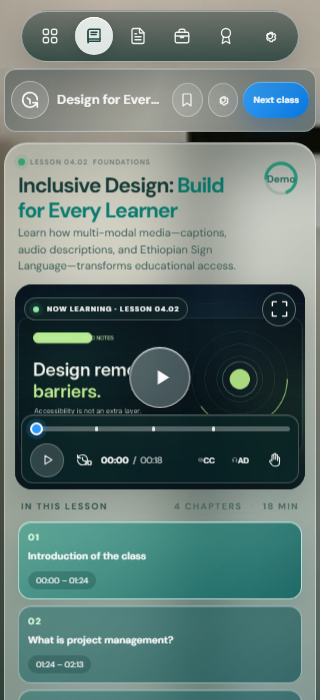 Design for Ever...
Next class
LESSON 04.02 FOUNDATIONS
Demo
Inclusive Design: Build
for Every Learner
Learn how multi-modal media—captions,
audio descriptions, and Ethiopian Sign
Language—transforms educational access.
NOW LEARNING · LESSON 04.02
NOTES
Design rem
barriers.
Accessibility is not an extra layer.
00:00 / 00:18
CC
AD
IN THIS LESSON
4 CHAPTERS · 18 MIN
01
Introduction of the class
00:00 – 01:24
02
What is project management?
01:24 – 02:13